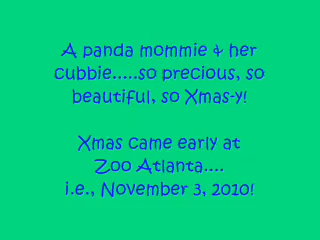 A panda mommie & her
cubbie.....so precious, so
beautiful, so Xmas-y!
Xmas came early at
Zoo Atlanta....
i.e., November 3, 2010!